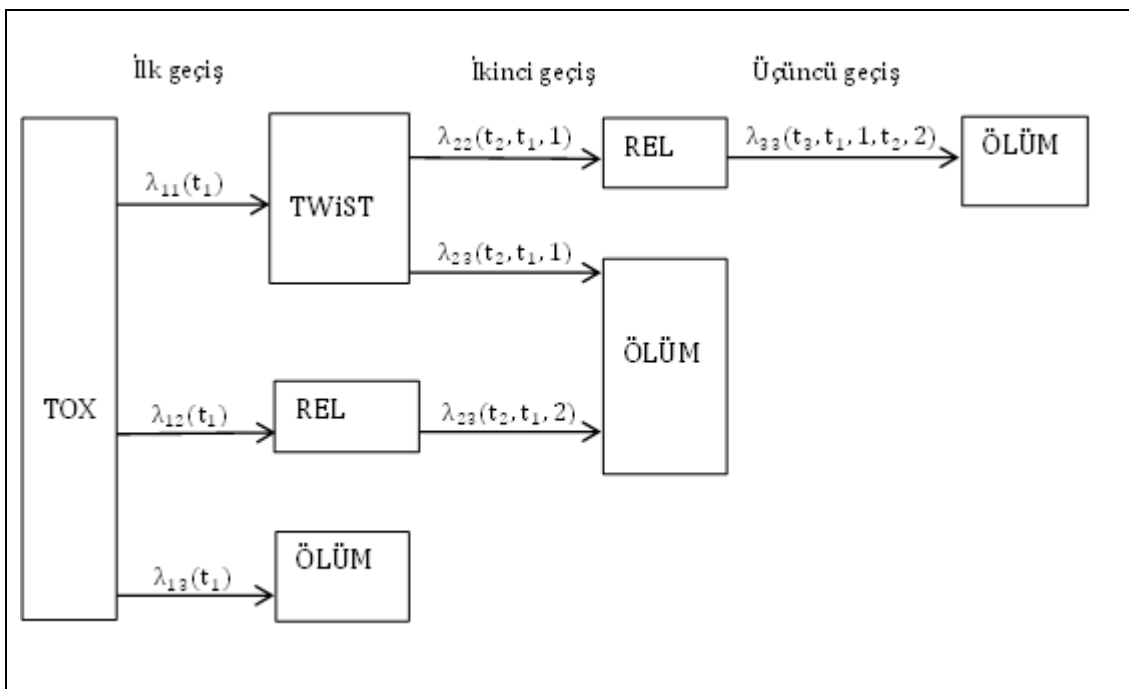 İlk geçiş İkinci geçiş Üçüncü geçiş
λ₂₂(t₂, t₁, 1) REL λ₃₃(t₃, t₁, 1, t₂, 2) ÖLÜM
λ₁₁(t₁) TWiST
λ₂₃(t₂, t₁, 1)
ÖLÜM
TOX λ₁₂(t₁) REL λ₂₃(t₂, t₁, 2)
λ₁₃(t₁) ÖLÜM